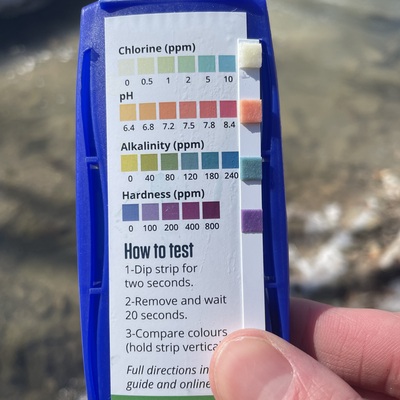 Chlorine (ppm)
0 0.5 1 2 5 10
pH
6.4 6.8 7.2 7.5 7.8 8.4
Alkalinity (ppm)
0 40 80 120 180 240
Hardness (ppm)
0 100 200 400 800
How to test
1-Dip strip for
two seconds.
2-Remove and wait
20 seconds.
3-Compare colours
(hold strip vertical
Full directions in
guide and online